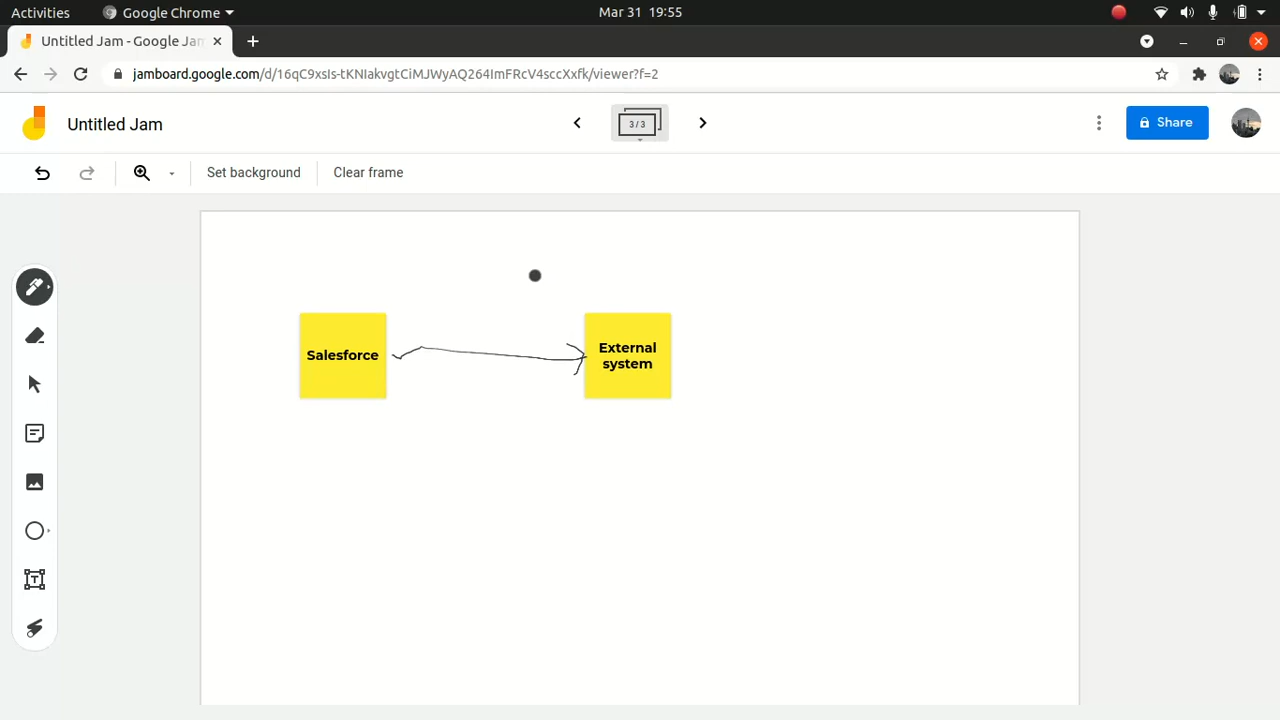 Activities Google Chrome Mar 31 19:55
Untitled Jam - Google Jam
jamboard.google.com/d/16qC9xsIs-tKNIakvgtCiMJWyAQ264ImFRcV4sccXxfk/viewer?f=2
Untitled Jam 3 / 3 Share
Set background Clear frame
Salesforce
External
system